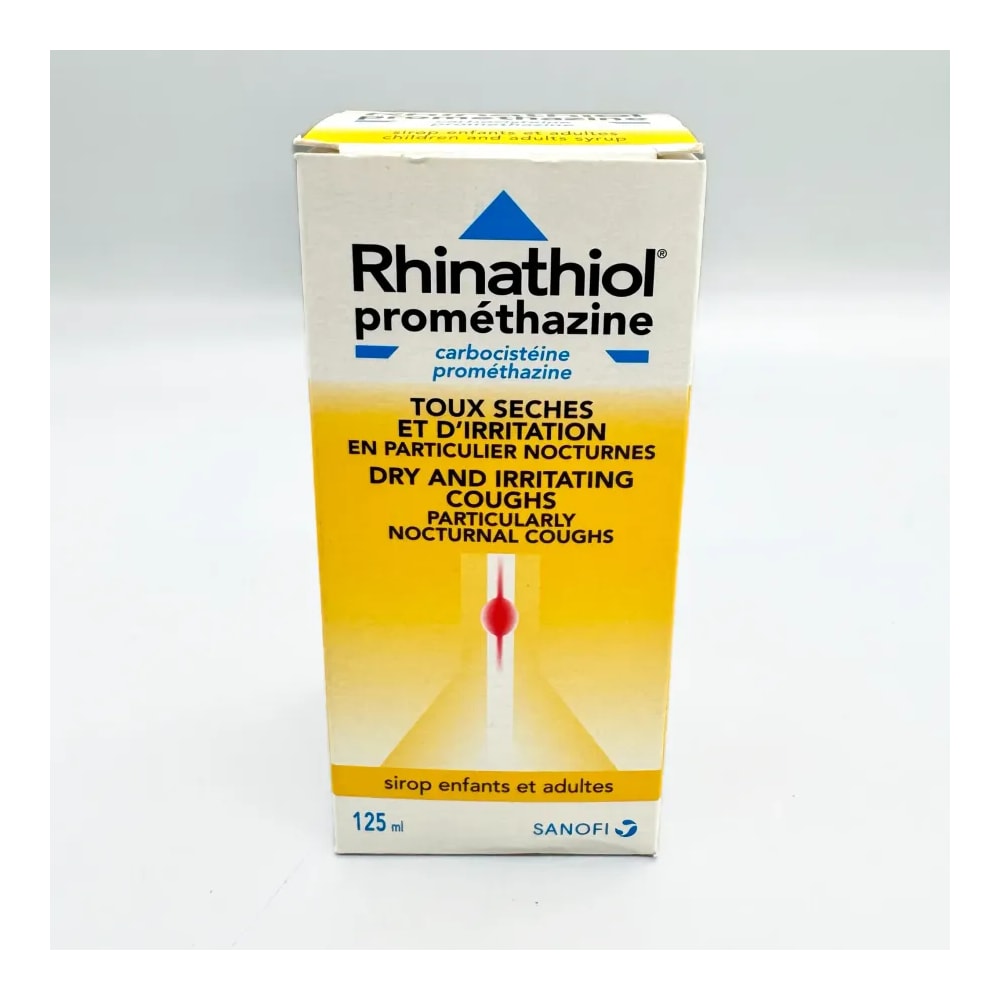 prométhazine
sirop enfants et adultes
children and adults syrup
Rhinathiol®
prométhazine
carbocistéine
prométhazine
TOUX SECHES
ET D'IRRITATION
EN PARTICULIER NOCTURNES
DRY AND IRRITATING
COUGHS
PARTICULARLY
NOCTURNAL COUGHS
sirop enfants et adultes
125 ml
SANOFI